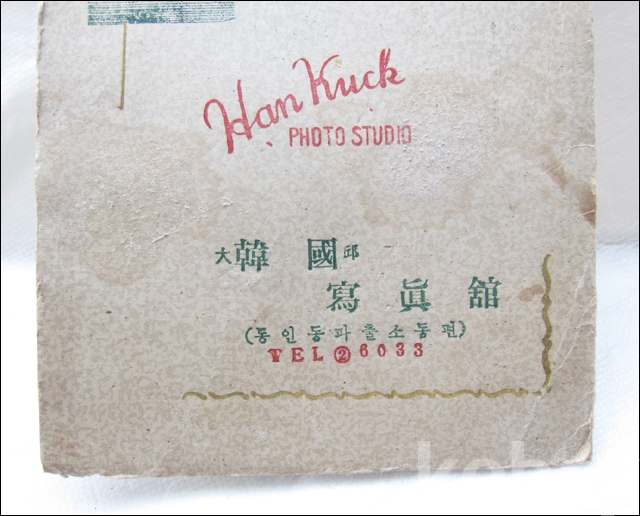 Han Kuck
PHOTO STUDIO
大韓國邱
寫眞舘
(동인동파출소동편)
TEL ② 6033